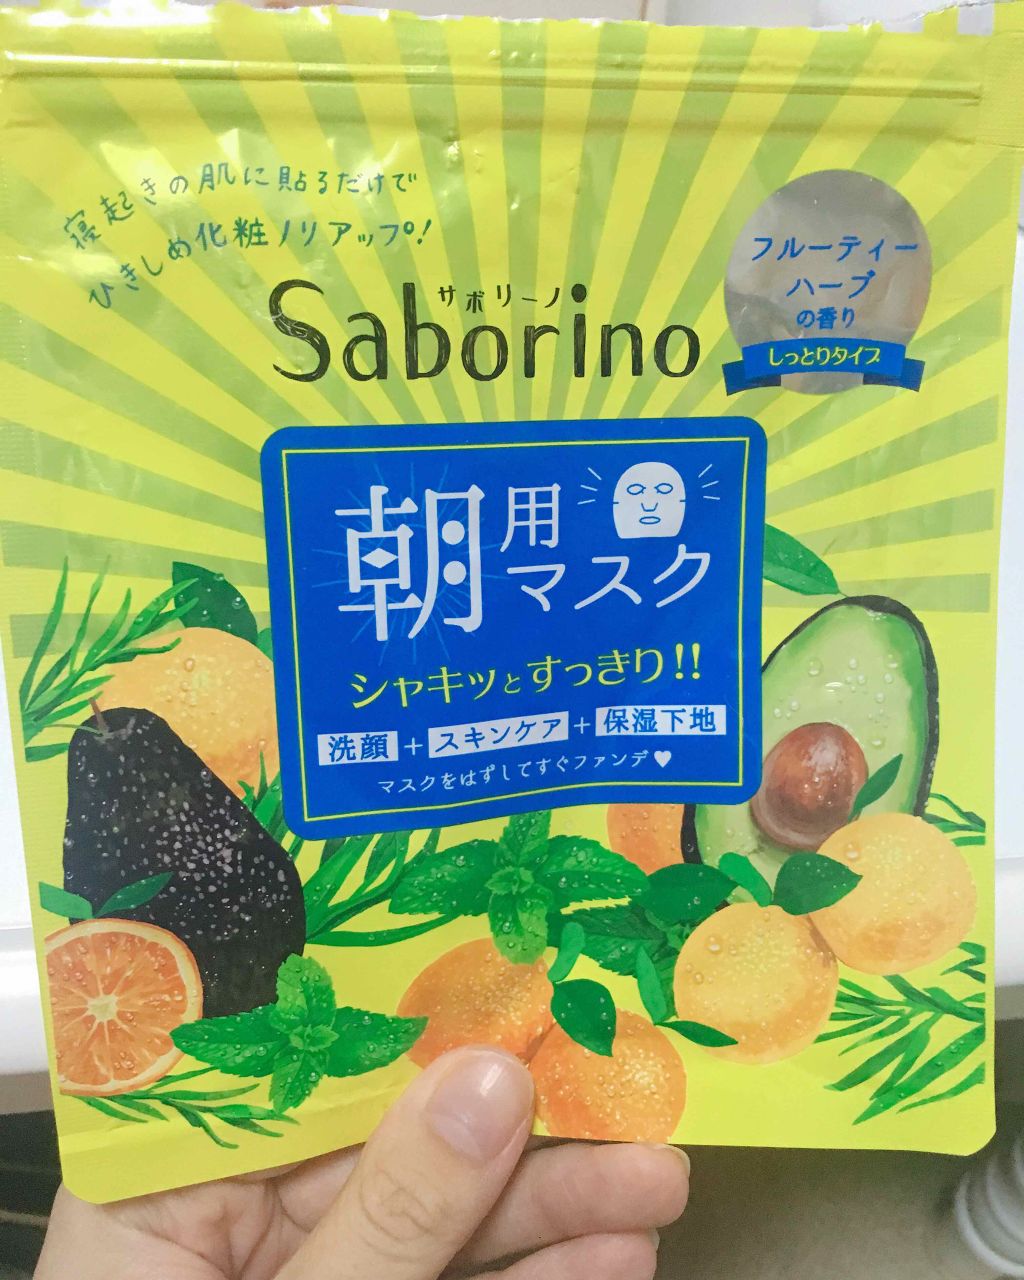 寝起きの肌に貼るだけで
ひきしめ化粧ノリアップ!
サボリーノ
Saborino
フルーティー
ハーブ
の香り
しっとりタイプ
朝用
マスク
シャキッとすっきり!!
洗顔+スキンケア+保湿下地
マスクをはずしてすぐファンデ♥